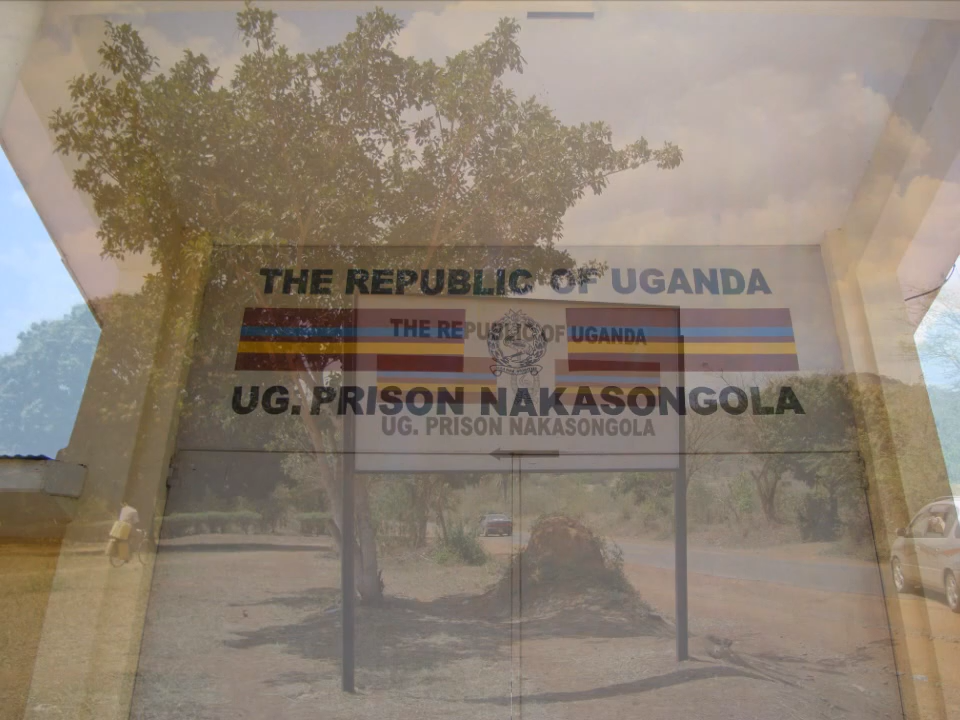 THE REPUBLIC OF UGANDA
THE REPUBLIC OF UGANDA
UG. PRISON NAKASONGOLA
UG. PRISON NAKASONGOLA